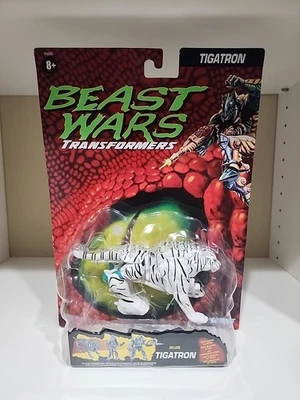 8+
TIGATRON
BEAST
WARS
TRANSFORMERS
DELUXE
TIGATRON